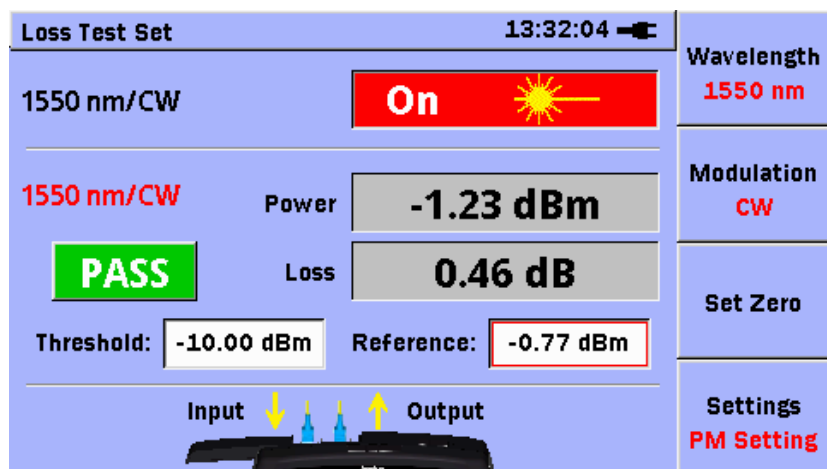 Loss Test Set 13:32:04
1550 nm/CW On
1550 nm/CW Power -1.23 dBm
PASS Loss 0.46 dB
Threshold: -10.00 dBm Reference: -0.77 dBm
Input Output
Wavelength
1550 nm
Modulation
CW
Set Zero
Settings
PM Setting